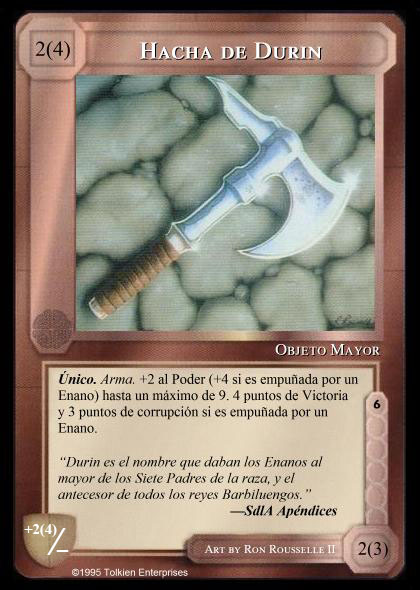 2(4)
Hacha de Durin
Objeto Mayor
Único. Arma. +2 al Poder (+4 si es empuñada por un
Enano) hasta un máximo de 9. 4 puntos de Victoria
y 3 puntos de corrupción si es empuñada por un
Enano.
“Durin es el nombre que daban los Enanos al
mayor de los Siete Padres de la raza, y el
antecesor de todos los reyes Barbiluengos.”
—SdlA Apéndices
6
+2(4)/–
Art by Ron Rousselle II
2(3)
©1995 Tolkien Enterprises